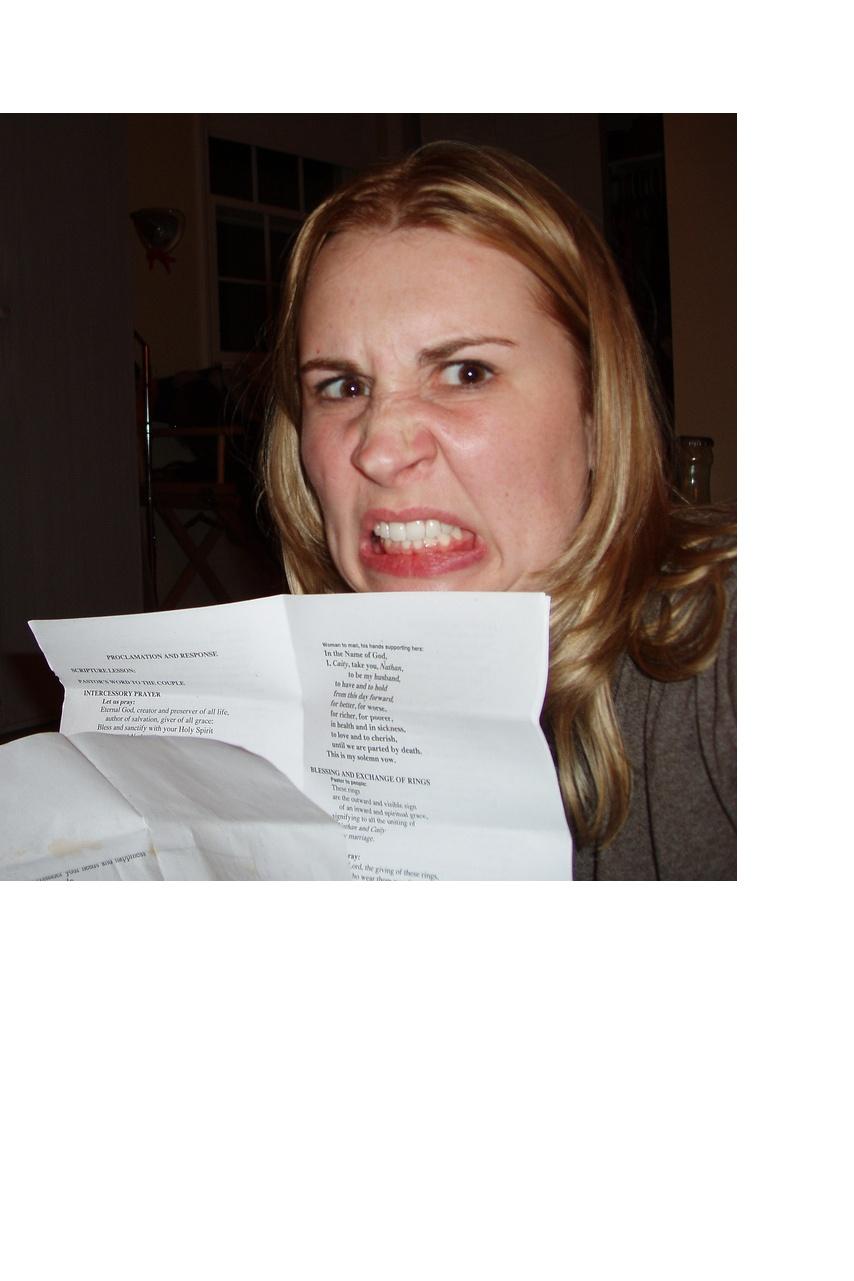 PROCLAMATION AND RESPONSE
SCRIPTURE LESSON:
PASTOR'S WORD TO THE COUPLE
INTERCESSORY PRAYER
Let us pray:
Eternal God, creator and preserver of all life,
author of salvation, giver of all grace:
Bless and sanctify with your Holy Spirit
Woman to man, his hands supporting hers:
In the Name of God,
I, Caity, take you, Nathan,
to be my husband,
to have and to hold
from this day forward,
for better, for worse,
for richer, for poorer,
in health and in sickness,
to love and to cherish,
until we are parted by death.
This is my solemn vow.
BLESSING AND EXCHANGE OF RINGS
Pastor to people:
These rings
are the outward and visible sign
of an inward and spiritual grace,
signifying to all the uniting of
Nathan and Caity
marriage.
ray:
Lord, the giving of these rings,
ho wear